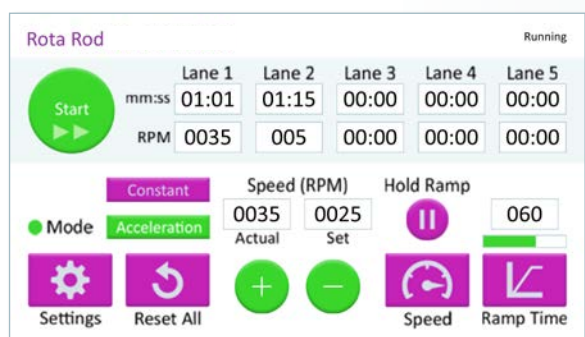 Rota Rod
Running
Lane 1 Lane 2 Lane 3 Lane 4 Lane 5
Start
mm:ss 01:01 01:15 00:00 00:00 00:00
RPM 0035 005 00:00 00:00 00:00
Constant Speed (RPM) Hold Ramp
Mode Acceleration 0035 0025 060
Actual Set
Settings Reset All Speed Ramp Time